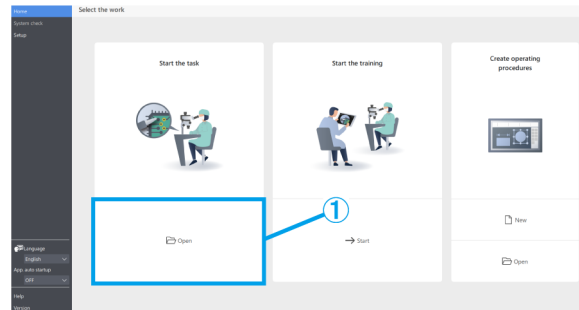 Home
Select the work
System check
Setup
Start the task
Start the training
Create operating
procedures
①
Open
Start
New
Open
Language
English
App. auto startup
OFF
Help
Version